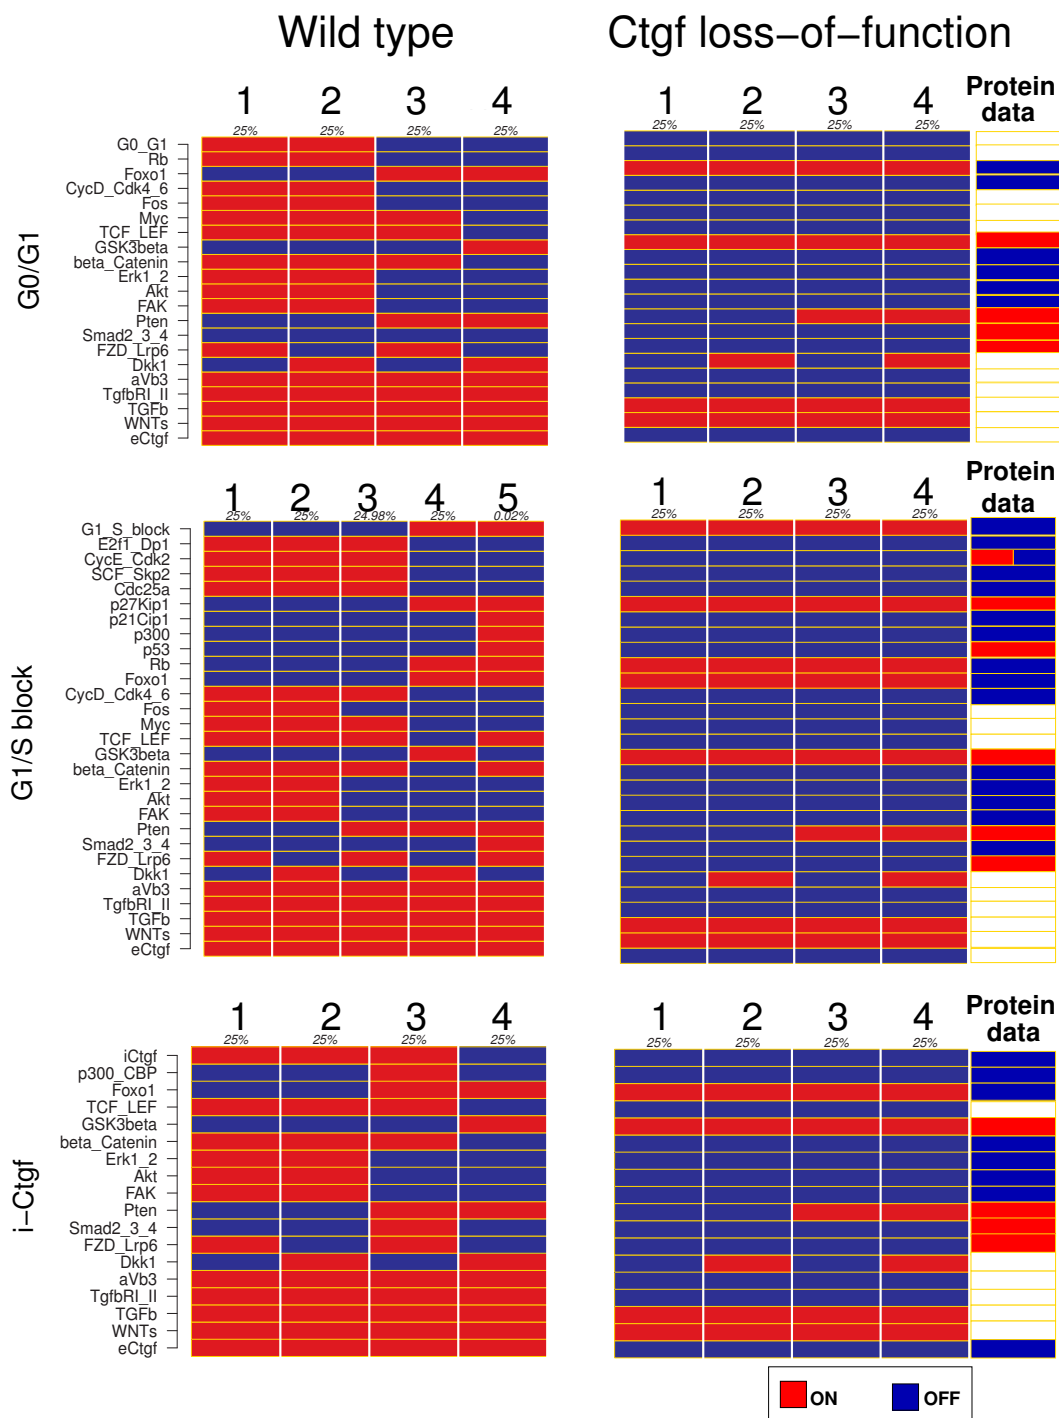 Wild type
Ctgf loss−of−function
1 2 3 4
25% 25% 25% 25%
1 2 3 4
25% 25% 25% 25%
Protein
data
G0/G1
G0_G1
Rb
Foxo1
CycD_Cdk4_6
Fos
Myc
TCF_LEF
GSK3beta
beta_Catenin
Erk1_2
Akt
FAK
Pten
Smad2_3_4
FZD_Lrp6
Dkk1
aVb3
TgfbRI_II
TGFb
WNTs
eCtgf
1 2 3 4 5
25% 25% 24.98% 25% 0.02%
1 2 3 4
25% 25% 25% 25%
Protein
data
G1/S block
G1_S_block
E2f1_Dp1
CycE_Cdk2
SCF_Skp2
Cdc25a
p27Kip1
p21Cip1
p300
p53
Rb
Foxo1
CycD_Cdk4_6
Fos
Myc
TCF_LEF
GSK3beta
beta_Catenin
Erk1_2
Akt
FAK
Pten
Smad2_3_4
FZD_Lrp6
Dkk1
aVb3
TgfbRI_II
TGFb
WNTs
eCtgf
1 2 3 4
25% 25% 25% 25%
1 2 3 4
25% 25% 25% 25%
Protein
data
i−Ctgf
iCtgf
p300_CBP
Foxo1
TCF_LEF
GSK3beta
beta_Catenin
Erk1_2
Akt
FAK
Pten
Smad2_3_4
FZD_Lrp6
Dkk1
aVb3
TgfbRI_II
TGFb
WNTs
eCtgf
ON OFF